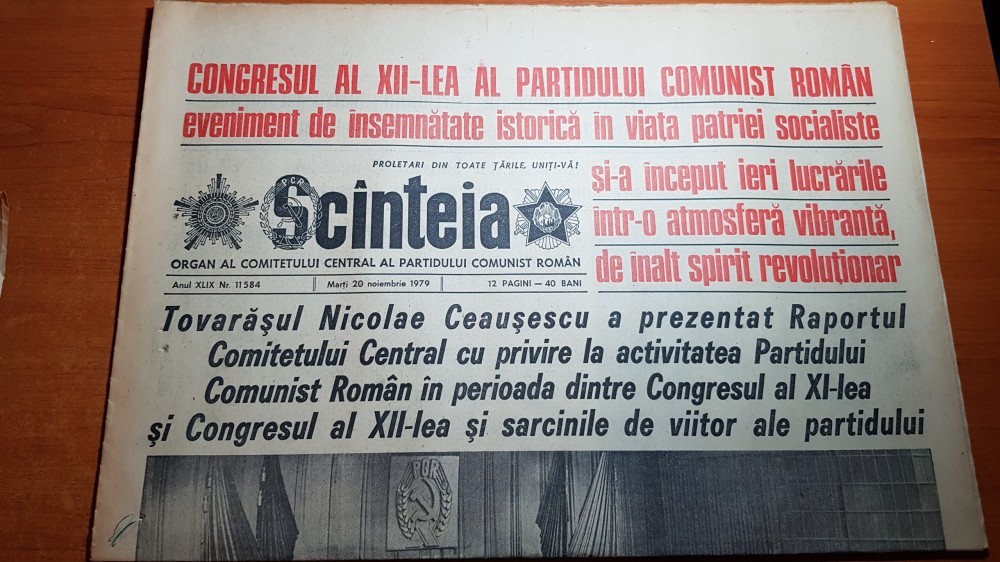 CONGRESUL AL XII-LEA AL PARTIDULUI COMUNIST ROMÂN
eveniment de însemnătate istorică în viața patriei socialiste
PROLETARI DIN TOATE ȚĂRILE, UNIȚI-VĂ!
PCR
Scînteia
ORGAN AL COMITETULUI CENTRAL AL PARTIDULUI COMUNIST ROMÂN
Anul XLIX Nr. 11584
Marți 20 noiembrie 1979
12 PAGINI — 40 BANI
și-a început ieri lucrările
într-o atmosferă vibrantă,
de înalt spirit revoluționar
Tovarășul Nicolae Ceaușescu a prezentat Raportul
Comitetului Central cu privire la activitatea Partidului
Comunist Român în perioada dintre Congresul al XI-lea
și Congresul al XII-lea și sarcinile de viitor ale partidului
PCR